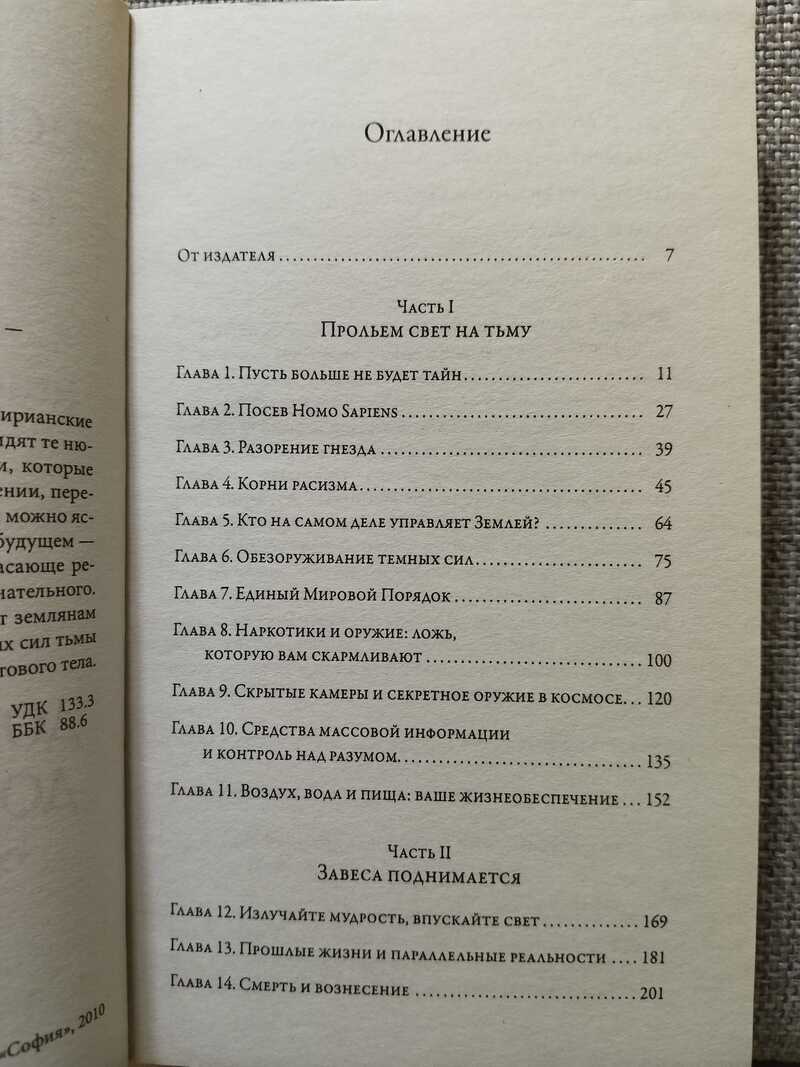 —
ирианские
идят те ню-
и, которые
ении, пере-
можно яс-
будущем —
асающе ре-
нательного.
т землянам
ых сил тьмы
тового тела.
УДК 133.3
ББК 88.6
«София», 2010
Оглавление
От издателя 7
Часть I
Прольем свет на тьму
Глава 1. Пусть больше не будет тайн 11
Глава 2. Посев Homo Sapiens 27
Глава 3. Разорение гнезда 39
Глава 4. Корни расизма 45
Глава 5. Кто на самом деле управляет Землей? 64
Глава 6. Обезоруживание темных сил 75
Глава 7. Единый Мировой Порядок 87
Глава 8. Наркотики и оружие: ложь,
которую вам скармливают 100
Глава 9. Скрытые камеры и секретное оружие в космосе 120
Глава 10. Средства массовой информации
и контроль над разумом 135
Глава 11. Воздух, вода и пища: ваше жизнеобеспечение 152
Часть II
Завеса поднимается
Глава 12. Излучайте мудрость, впускайте свет 169
Глава 13. Прошлые жизни и параллельные реальности 181
Глава 14. Смерть и вознесение 201